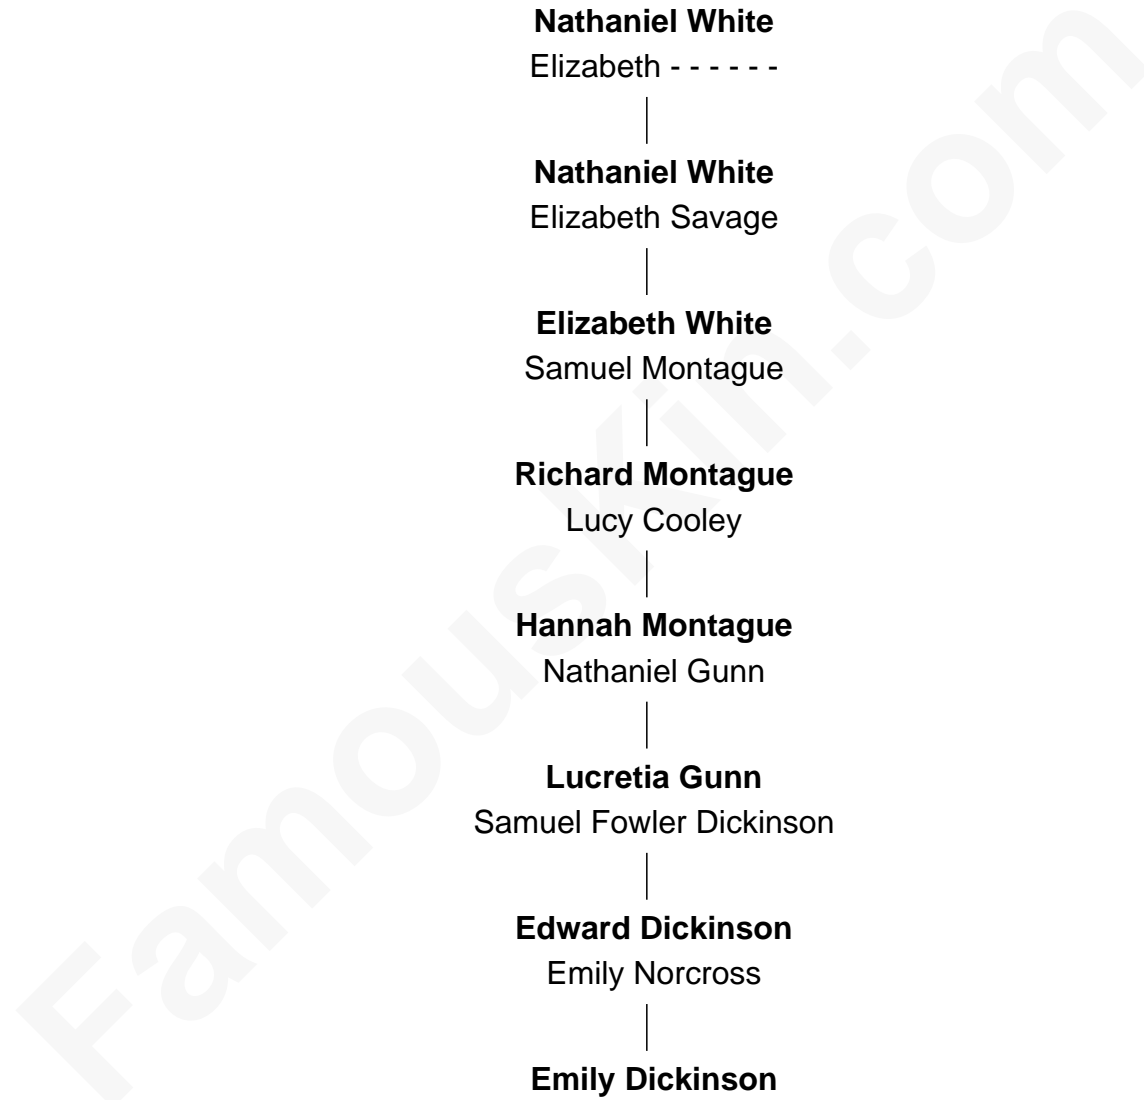 Nathaniel White
Elizabeth - - - - - -
Nathaniel White
Elizabeth Savage
Elizabeth White
Samuel Montague
Richard Montague
Lucy Cooley
Hannah Montague
Nathaniel Gunn
Lucretia Gunn
Samuel Fowler Dickinson
Edward Dickinson
Emily Norcross
Emily Dickinson
FamousKin.com